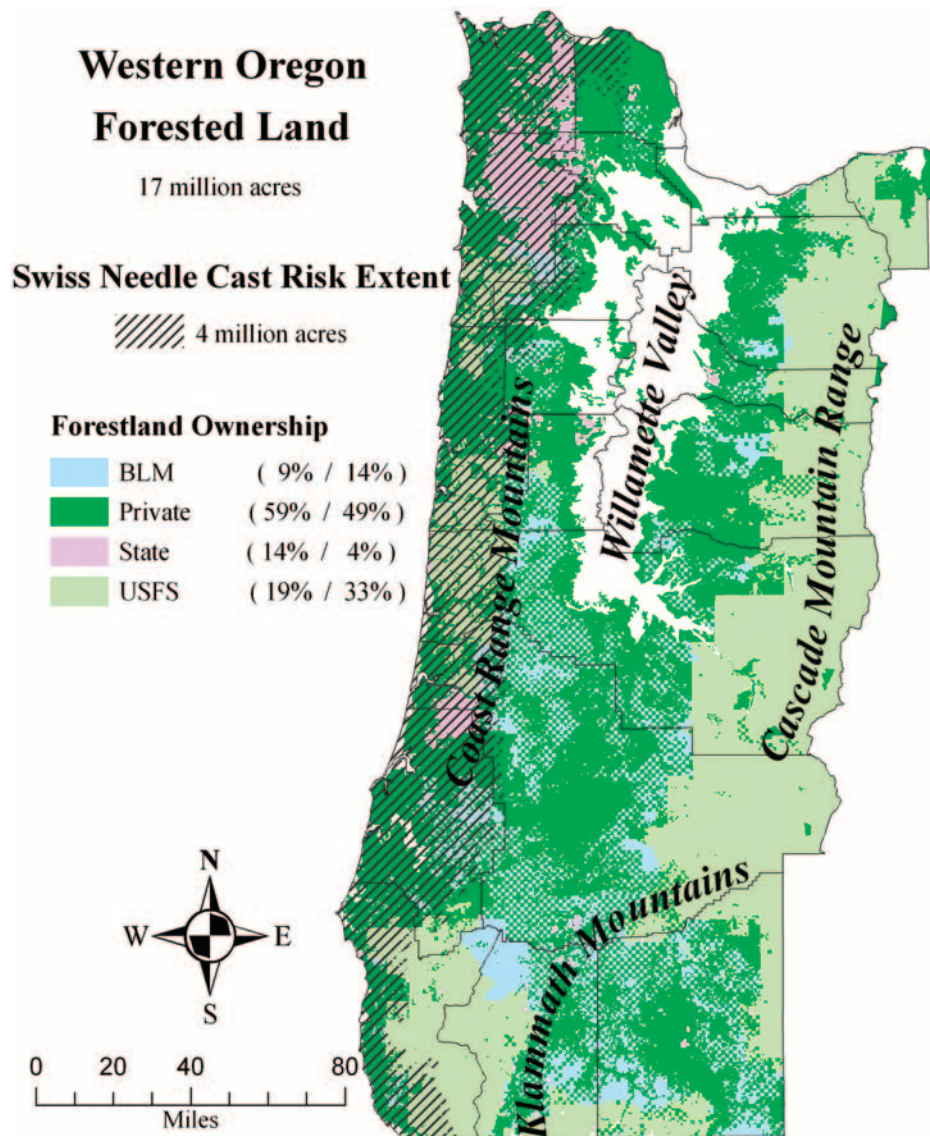 Western Oregon
Forested Land
17 million acres
Swiss Needle Cast Risk Extent
4 million acres
Forestland Ownership
BLM ( 9% / 14%)
Private (59% / 49%)
State (14% / 4%)
USFS (19% / 33%)
Coast Range Mountains
Willamette Valley
Cascade Mountain Range
Klammath Mountains
N
W E
S
0 20 40 80
Miles